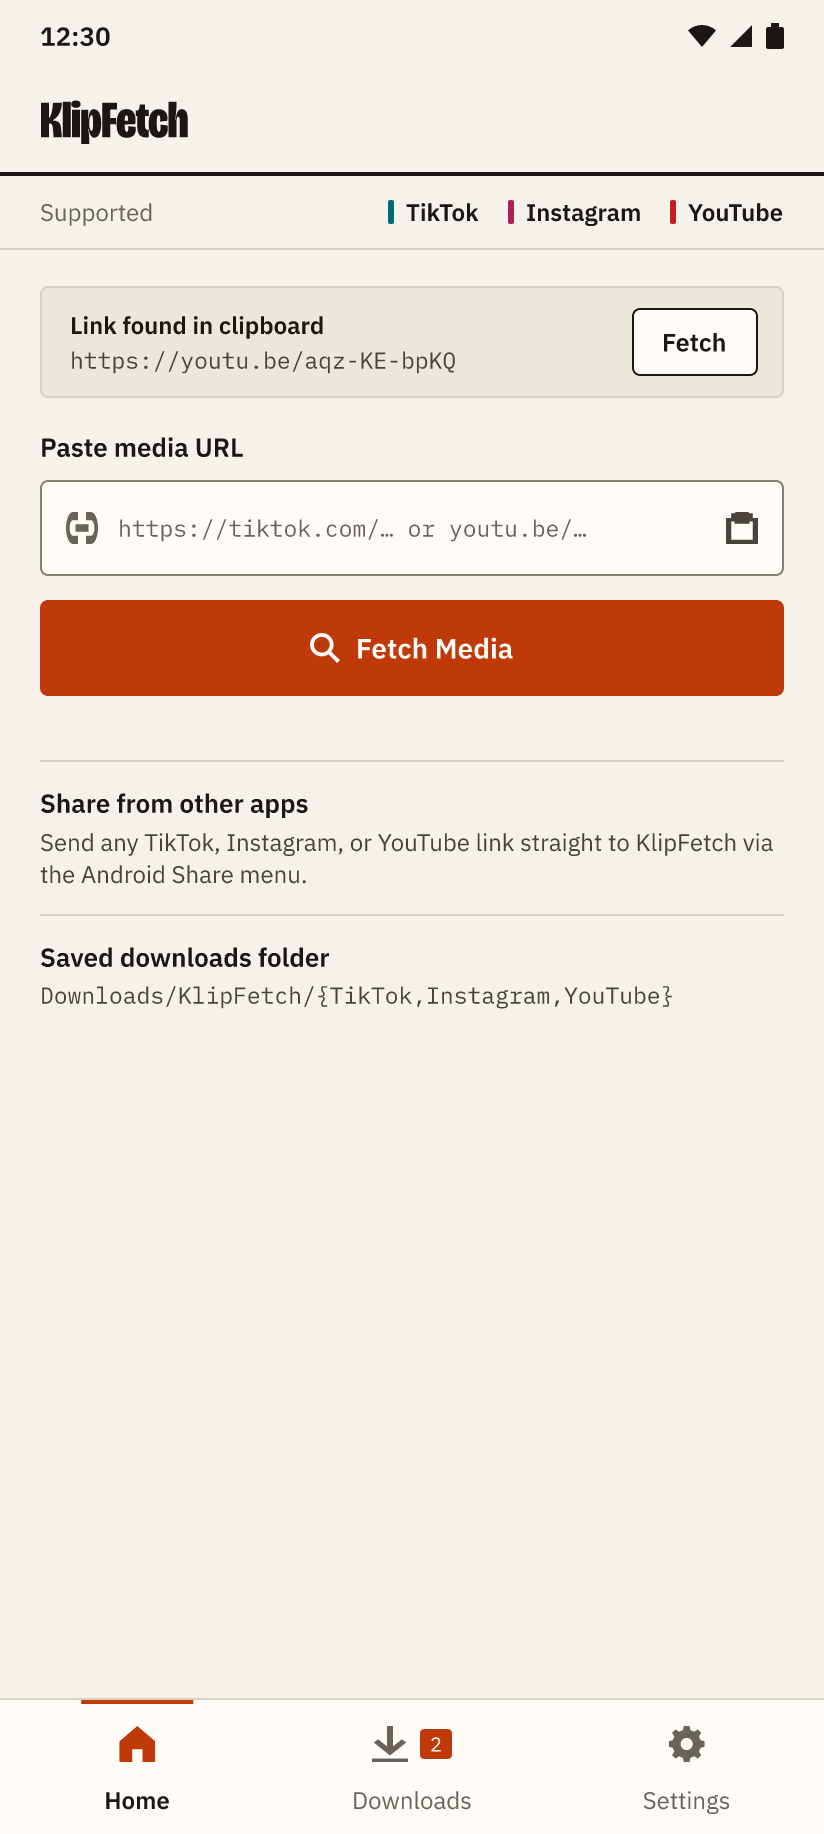 12:30
KlipFetch
Supported TikTok Instagram YouTube
Link found in clipboard
https://youtu.be/aqz-KE-bpKQ
Fetch
Paste media URL
https://tiktok.com/… or youtu.be/…
Fetch Media
Share from other apps
Send any TikTok, Instagram, or YouTube link straight to KlipFetch via
the Android Share menu.
Saved downloads folder
Downloads/KlipFetch/{TikTok,Instagram,YouTube}
2
Home Downloads Settings